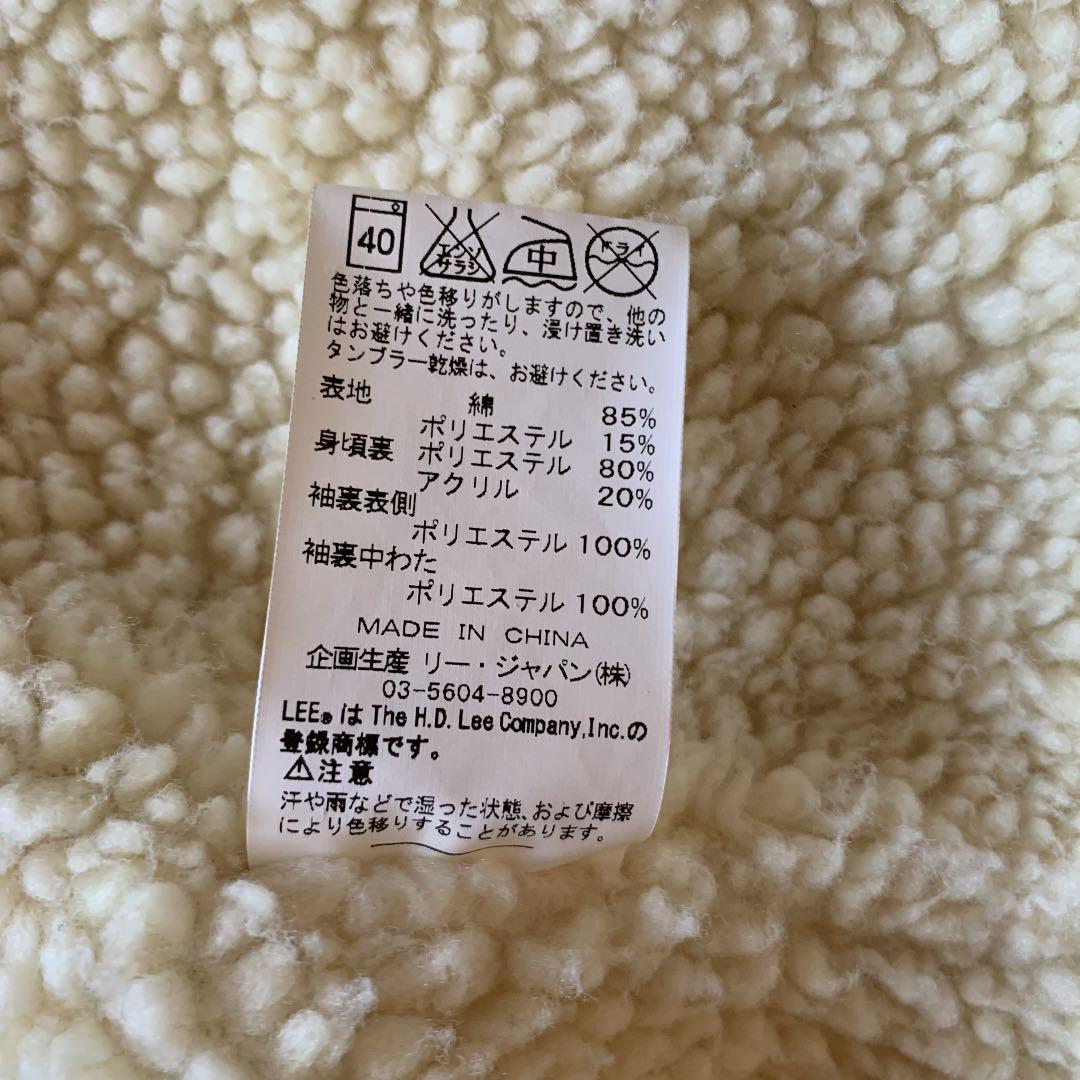 40 エンソ サラシ 中 ドライ
色落ちや色移りがしますので、他の
物と一緒に洗ったり、浸け置き洗い
はお避けください。
タンブラー乾燥は、お避けください。
表地 綿 85%
ポリエステル 15%
身頃裏 ポリエステル 80%
アクリル 20%
袖裏表側
ポリエステル 100%
袖裏中わた
ポリエステル 100%
MADE IN CHINA
企画生産 リー・ジャパン(株)
03-5604-8900
LEE® は The H.D. Lee Company,Inc.の
登録商標です。
⚠注意
汗や雨などで湿った状態、および摩擦
により色移りすることがあります。